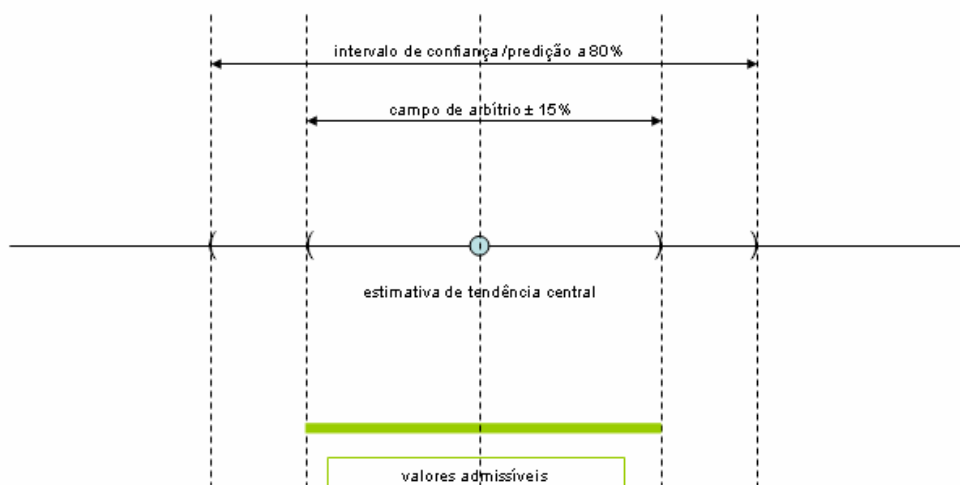 intervalo de confiança/predição a 80%
campo de arbítrio ± 15%
estimativa de tendência central
valores admissíveis